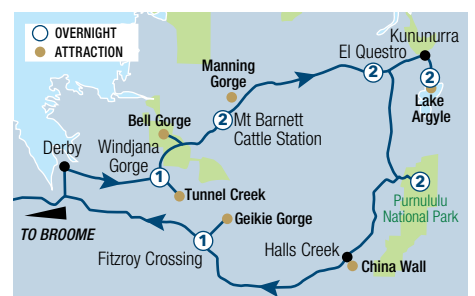 OVERNIGHT
ATTRACTION
Kununurra
El Questro
2
2
Lake
Argyle
Manning
Gorge
Bell Gorge
2
Mt Barnett
Cattle Station
Derby
Windjana
Gorge
1
Tunnel Creek
2
Purnululu
National Park
Geikie Gorge
TO BROOME
1
Fitzroy Crossing
Halls Creek
China Wall